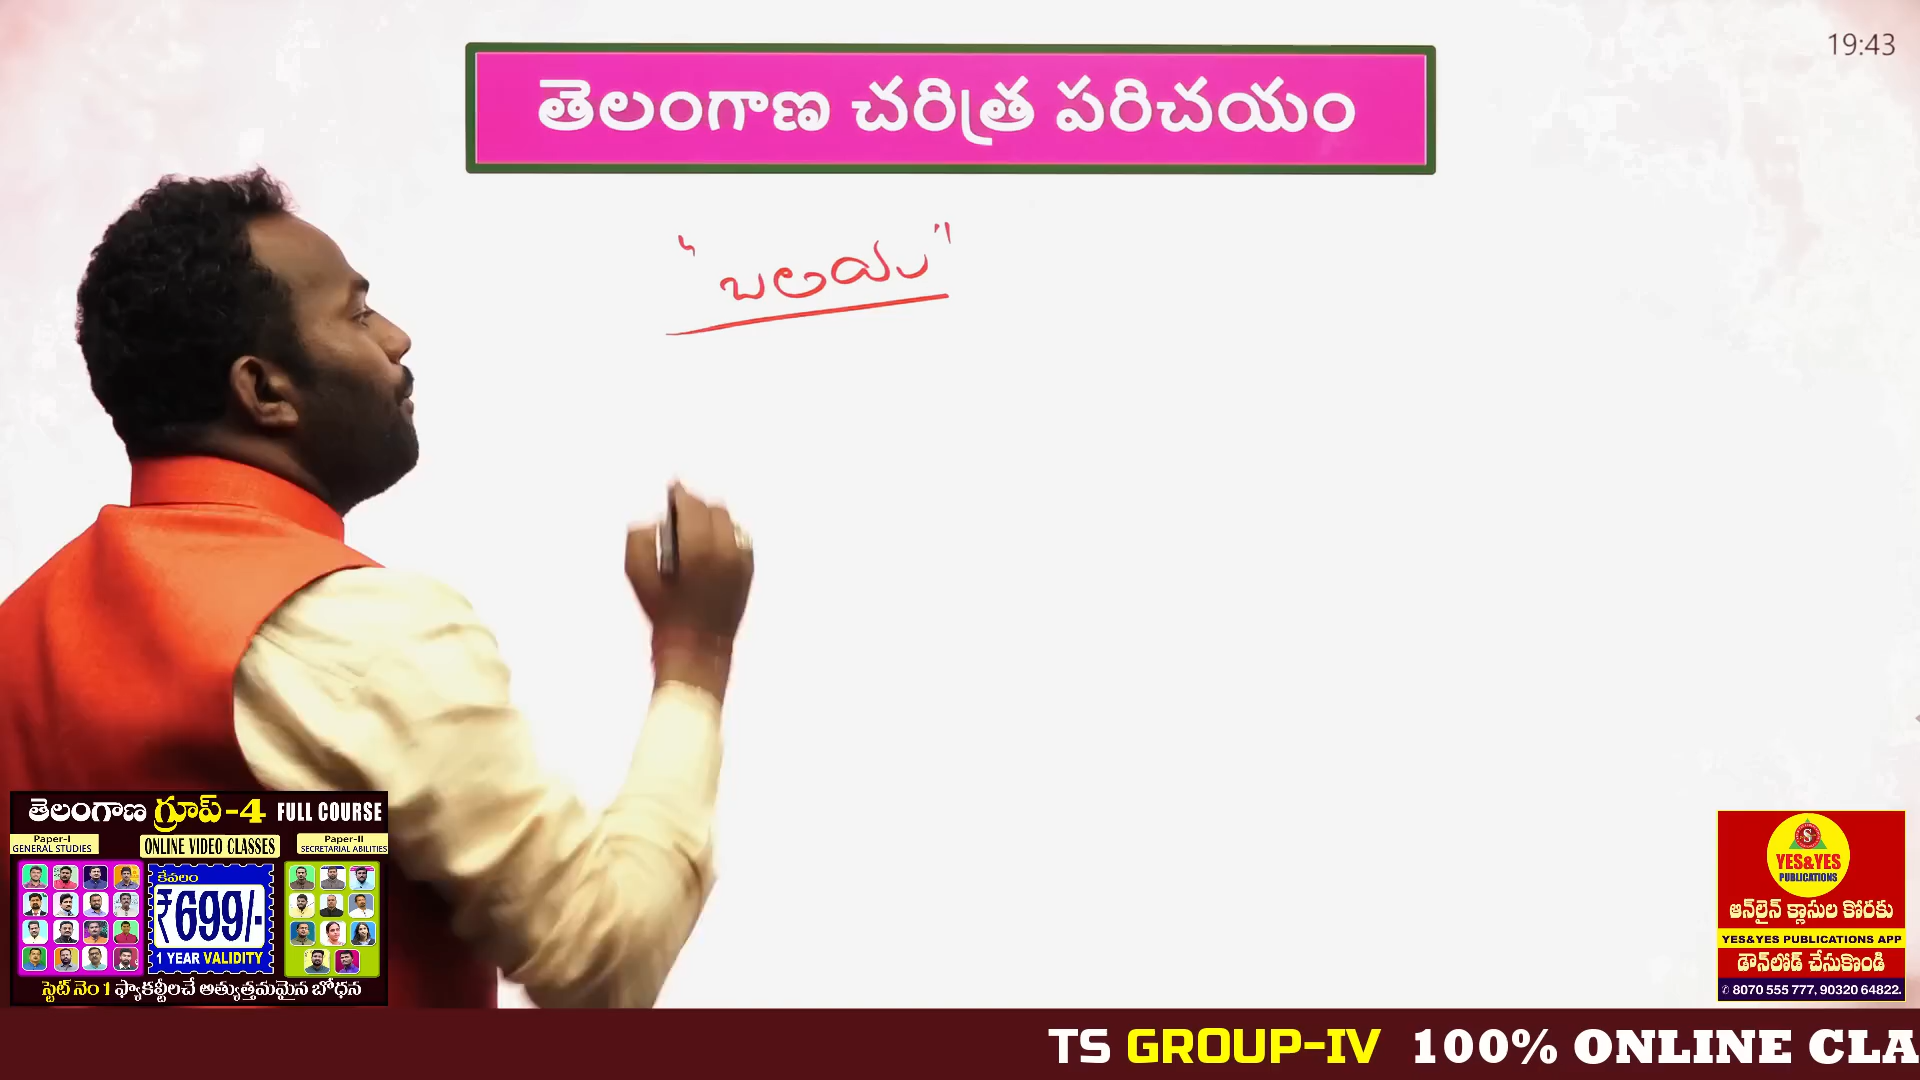 19:43
తెలంగాణ చరిత్ర పరిచయం
"బలయు"
తెలంగాణ గ్రూప్-4 FULL COURSE
Paper-I
GENERAL STUDIES
ONLINE VIDEO CLASSES
Paper-II
SECRETARIAL ABILITIES
కేవలం
₹699/-
1 YEAR VALIDITY
స్టేట్ నెం 1 ఫ్యాకల్టీలచే అత్యుత్తమమైన బోధన
S
YES&YES
PUBLICATIONS
ఆన్‌లైన్ క్లాసుల కోరకు
YES&YES PUBLICATIONS APP
డౌన్‌లోడ్ చేసుకొండి
✆ 8070 555 777, 90320 64822.
TS GROUP-IV 100% ONLINE CLA